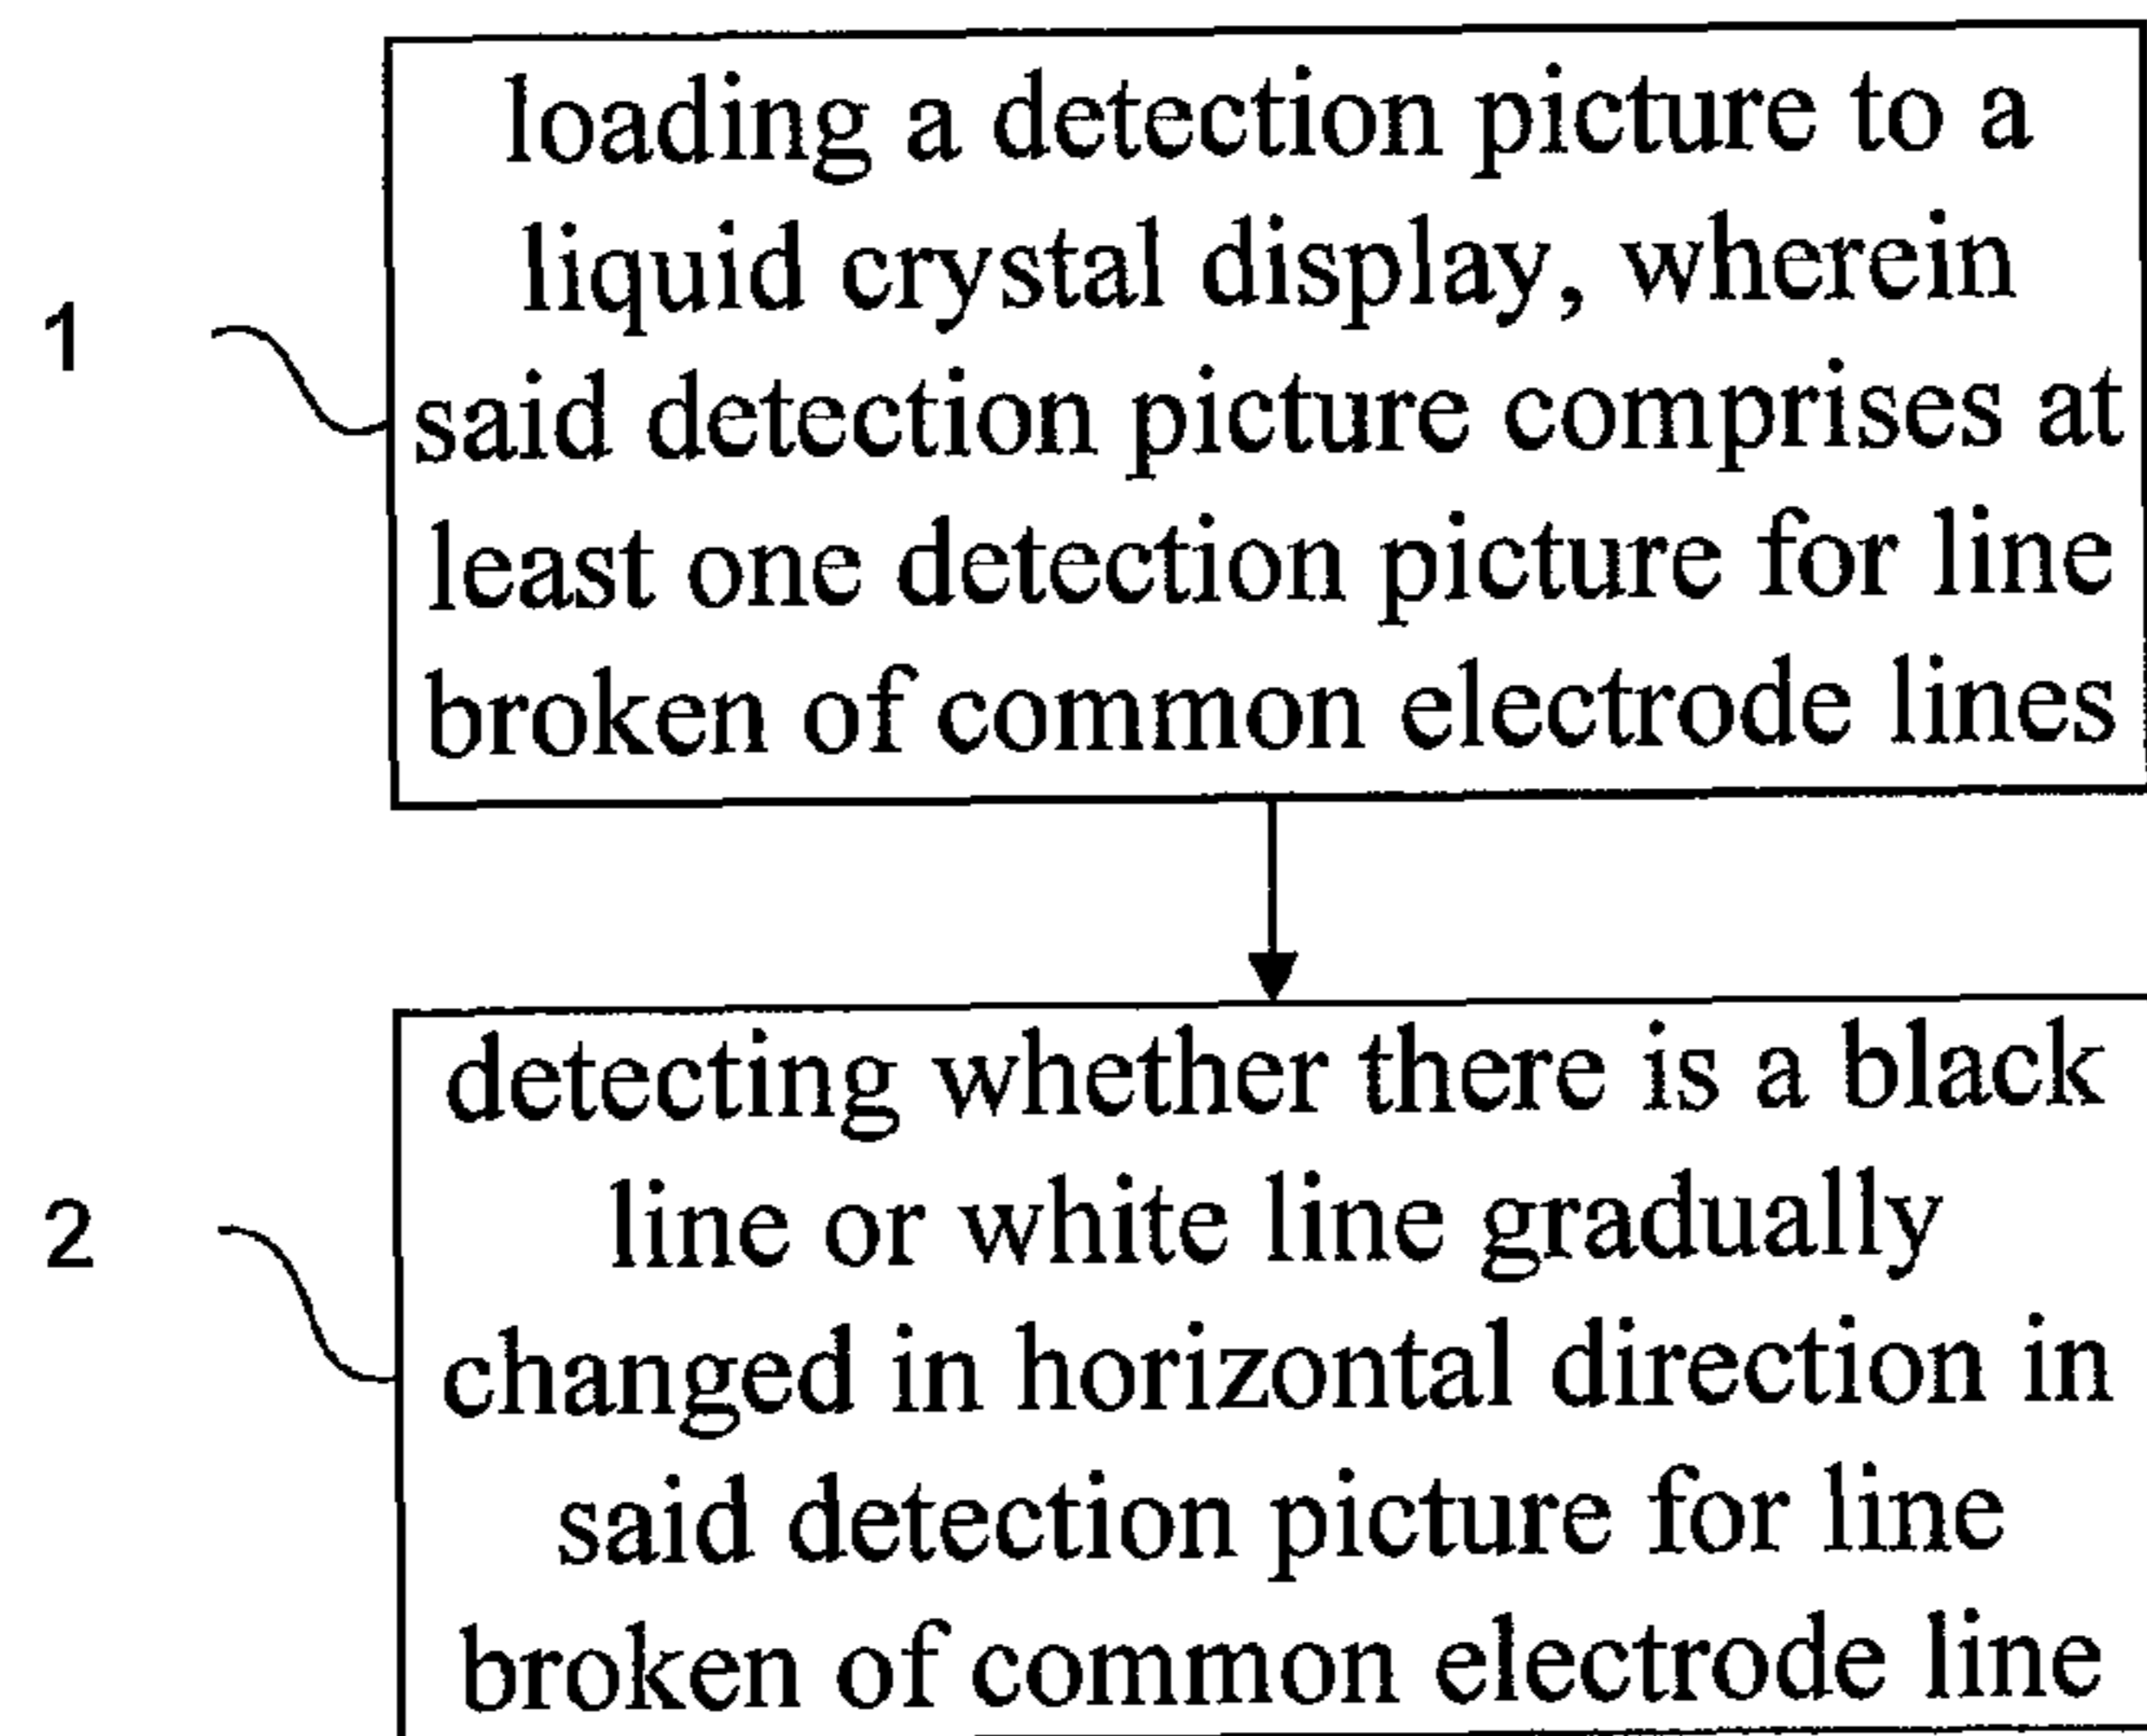 loading a detection picture to a
liquid crystal display, wherein
1
said detection picture comprises at
least one detection picture for line
broken of common electrode lines
detecting whether there is a black
2
line or white line gradually
changed in horizontal direction in
said detection picture for line
broken of common electrode line